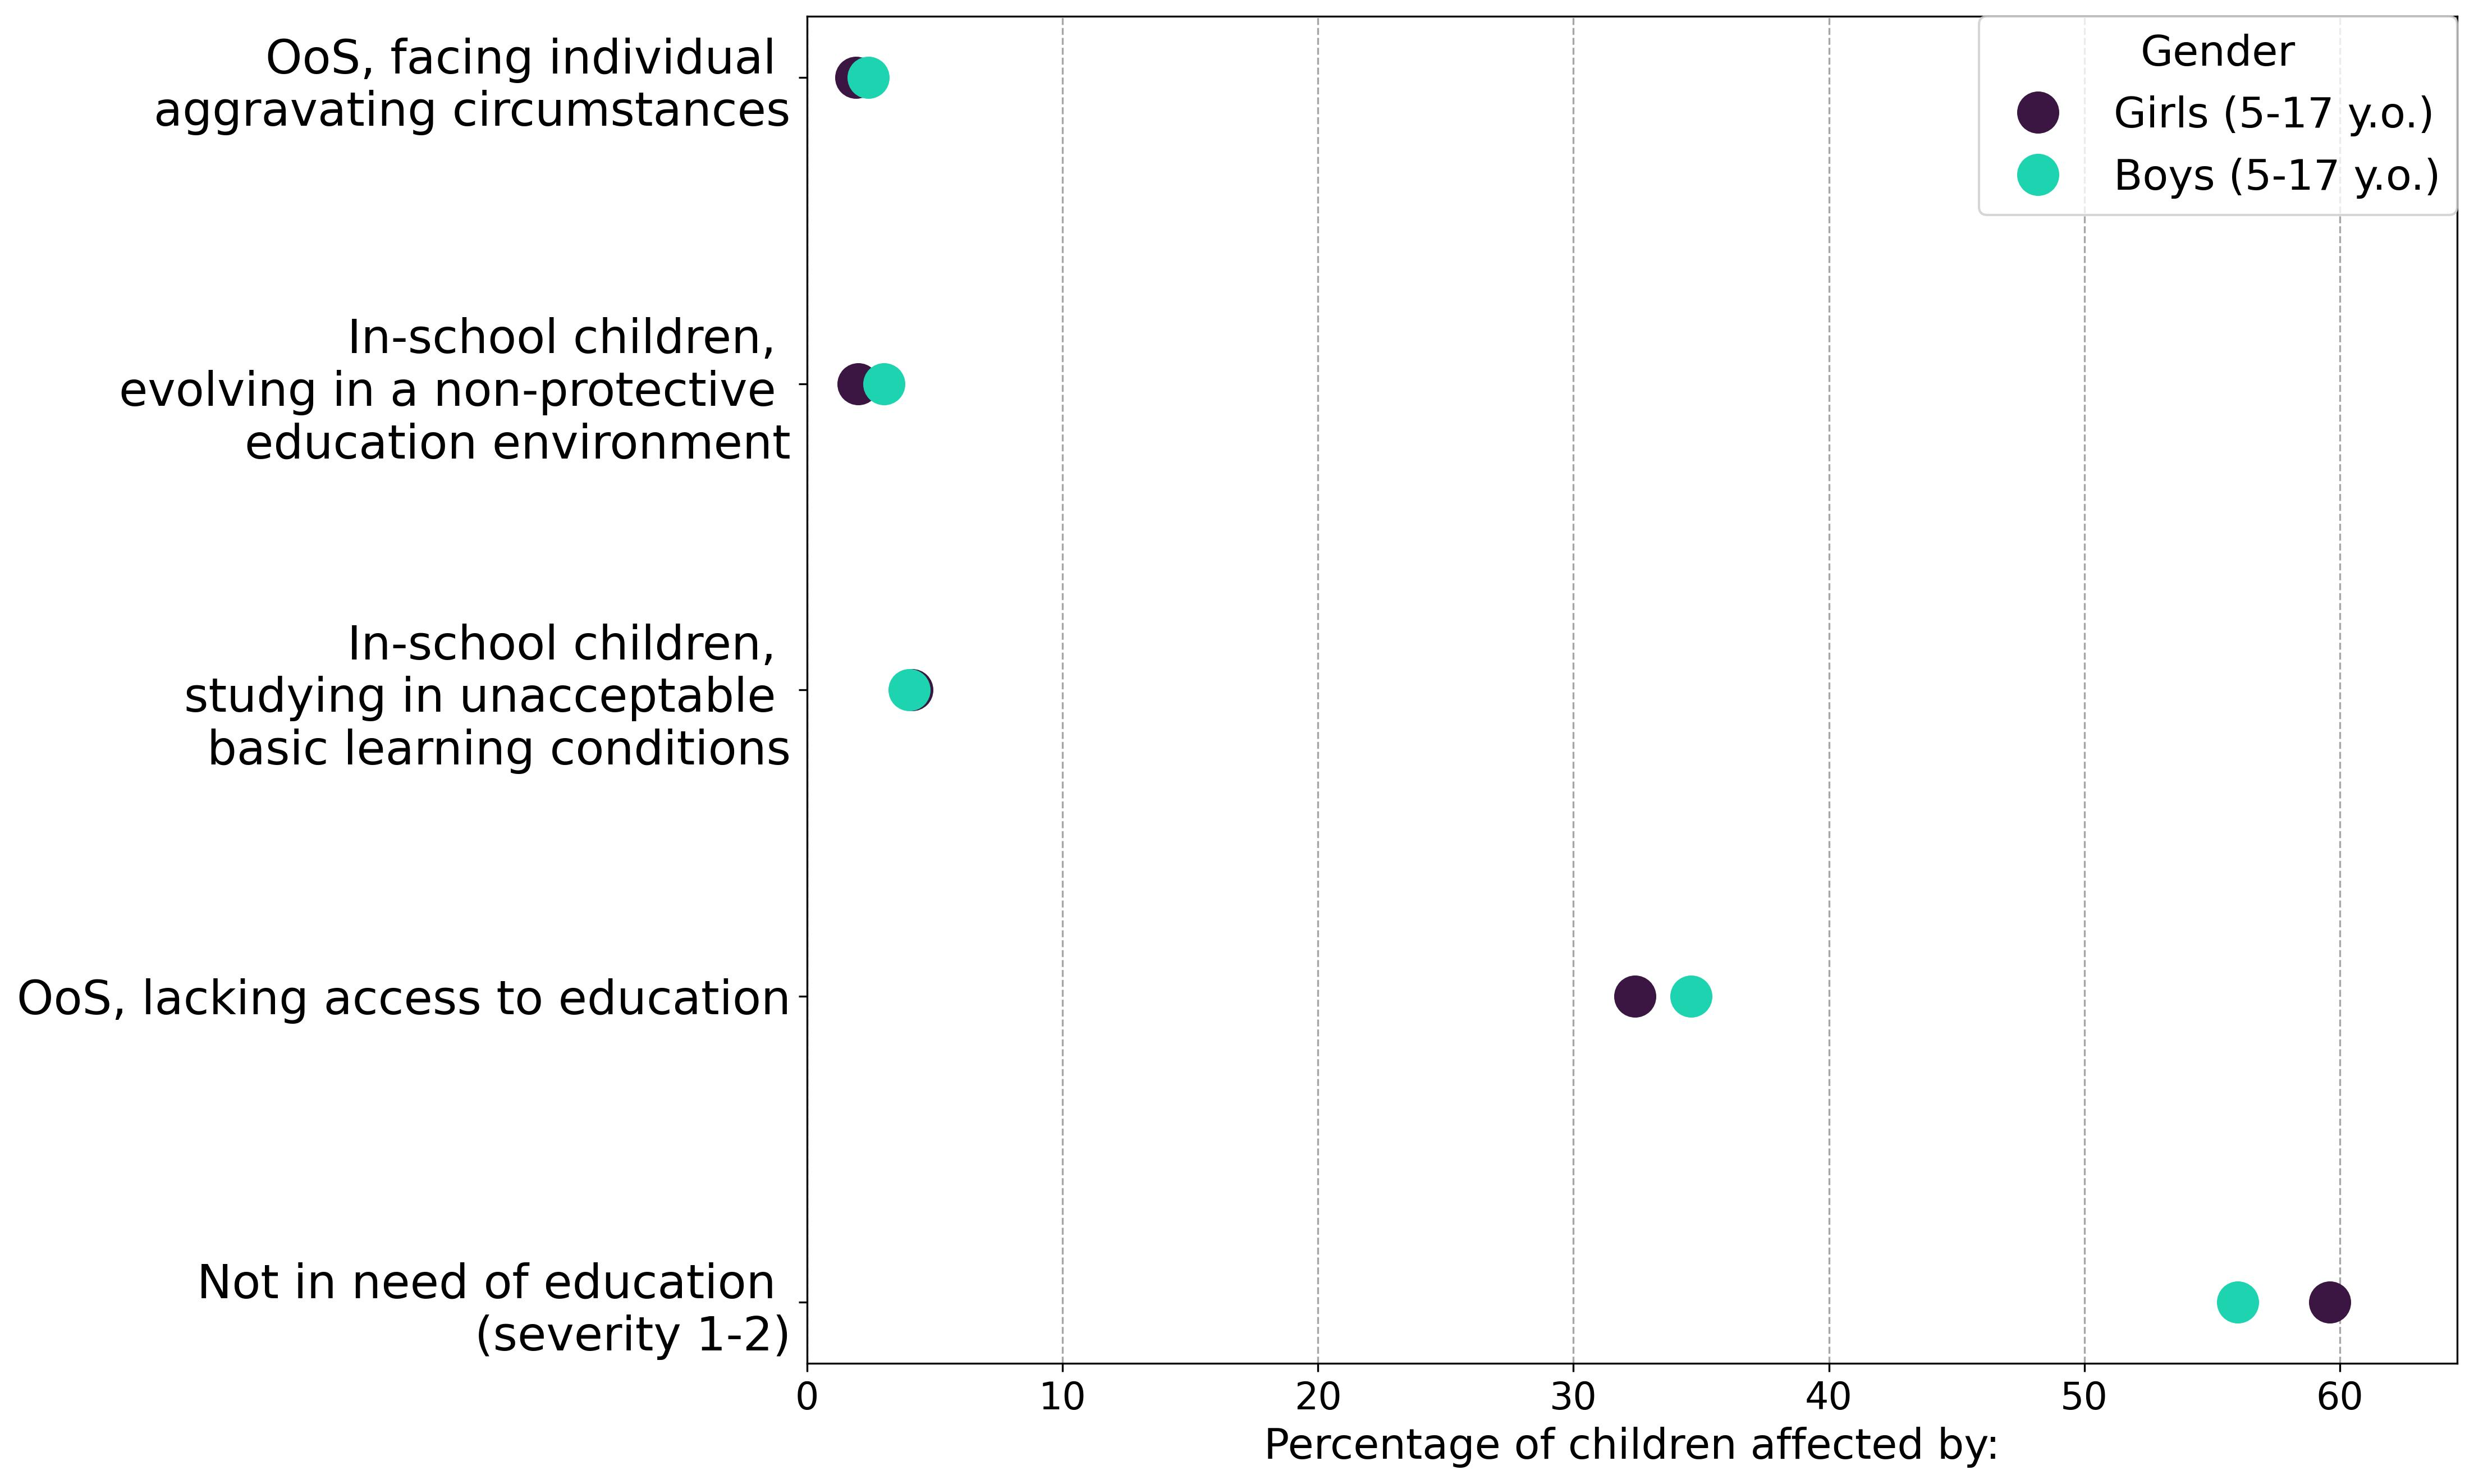 OoS, facing individual
aggravating circumstances
In-school children,
evolving in a non-protective
education environment
In-school children,
studying in unacceptable
basic learning conditions
OoS, lacking access to education
Not in need of education
(severity 1-2)
Gender
Girls (5-17 y.o.)
Boys (5-17 y.o.)
0 10 20 30 40 50 60
Percentage of children affected by: